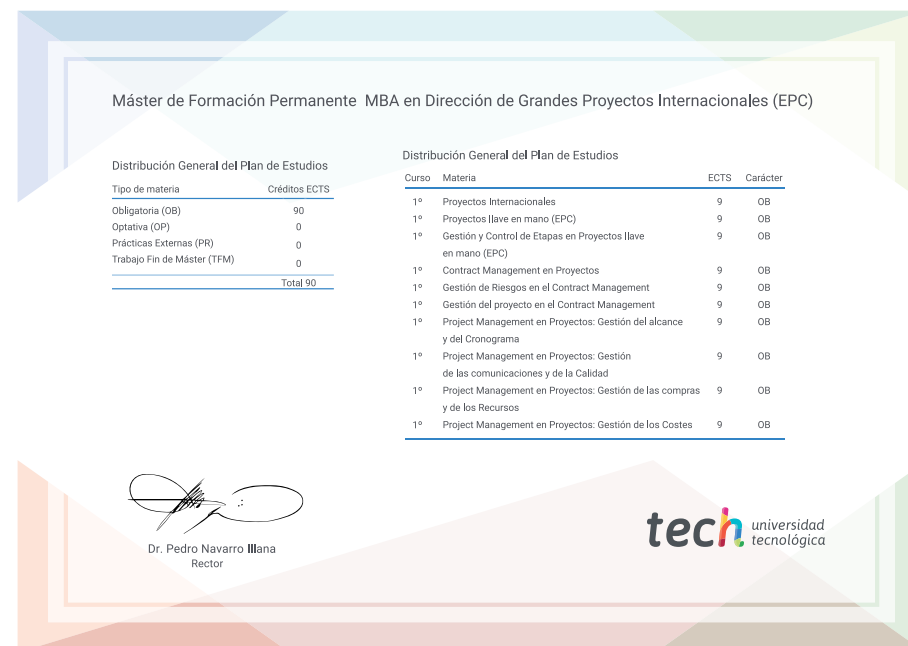 Máster de Formación Permanente MBA en Dirección de Grandes Proyectos Internacionales (EPC)
Distribución General del Plan de Estudios
Tipo de materia Créditos ECTS
Obligatoria (OB) 90
Optativa (OP) 0
Prácticas Externas (PR) 0
Trabajo Fin de Máster (TFM) 0
Total 90
Distribución General del Plan de Estudios
Curso Materia ECTS Carácter
1º Proyectos Internacionales 9 OB
1º Proyectos llave en mano (EPC) 9 OB
1º Gestión y Control de Etapas en Proyectos llave 9 OB
en mano (EPC)
1º Contract Management en Proyectos 9 OB
1º Gestión de Riesgos en el Contract Management 9 OB
1º Gestión del proyecto en el Contract Management 9 OB
1º Project Management en Proyectos: Gestión del alcance 9 OB
y del Cronograma
1º Project Management en Proyectos: Gestión 9 OB
de las comunicaciones y de la Calidad
1º Project Management en Proyectos: Gestión de las compras 9 OB
y de los Recursos
1º Project Management en Proyectos: Gestión de los Costes 9 OB
Dr. Pedro Navarro Illana
Rector
tech universidad
tecnológica